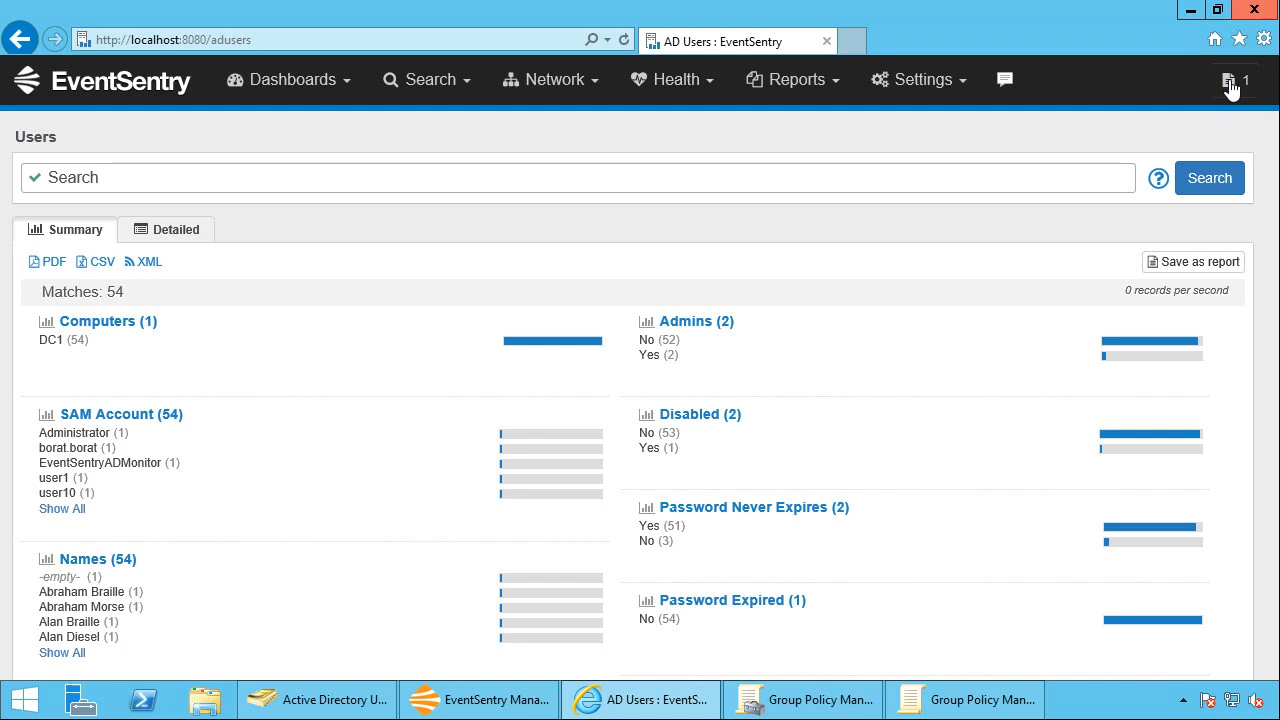 http://localhost:8080/adusers
AD Users : EventSentry
EventSentry
Dashboards
Search
Network
Health
Reports
Settings
1
Users
Search
Search
Summary
Detailed
PDF
CSV
XML
Save as report
Matches: 54
0 records per second
Computers (1)
DC1 (54)
SAM Account (54)
Administrator (1)
borat.borat (1)
EventSentryADMonitor (1)
user1 (1)
user10 (1)
Show All
Names (54)
-empty- (1)
Abraham Braille (1)
Abraham Morse (1)
Alan Braille (1)
Alan Diesel (1)
Show All
Admins (2)
No (52)
Yes (2)
Disabled (2)
No (53)
Yes (1)
Password Never Expires (2)
Yes (51)
No (3)
Password Expired (1)
No (54)
Active Directory U...
EventSentry Mana...
AD Users : EventS...
Group Policy Man...
Group Policy Man...